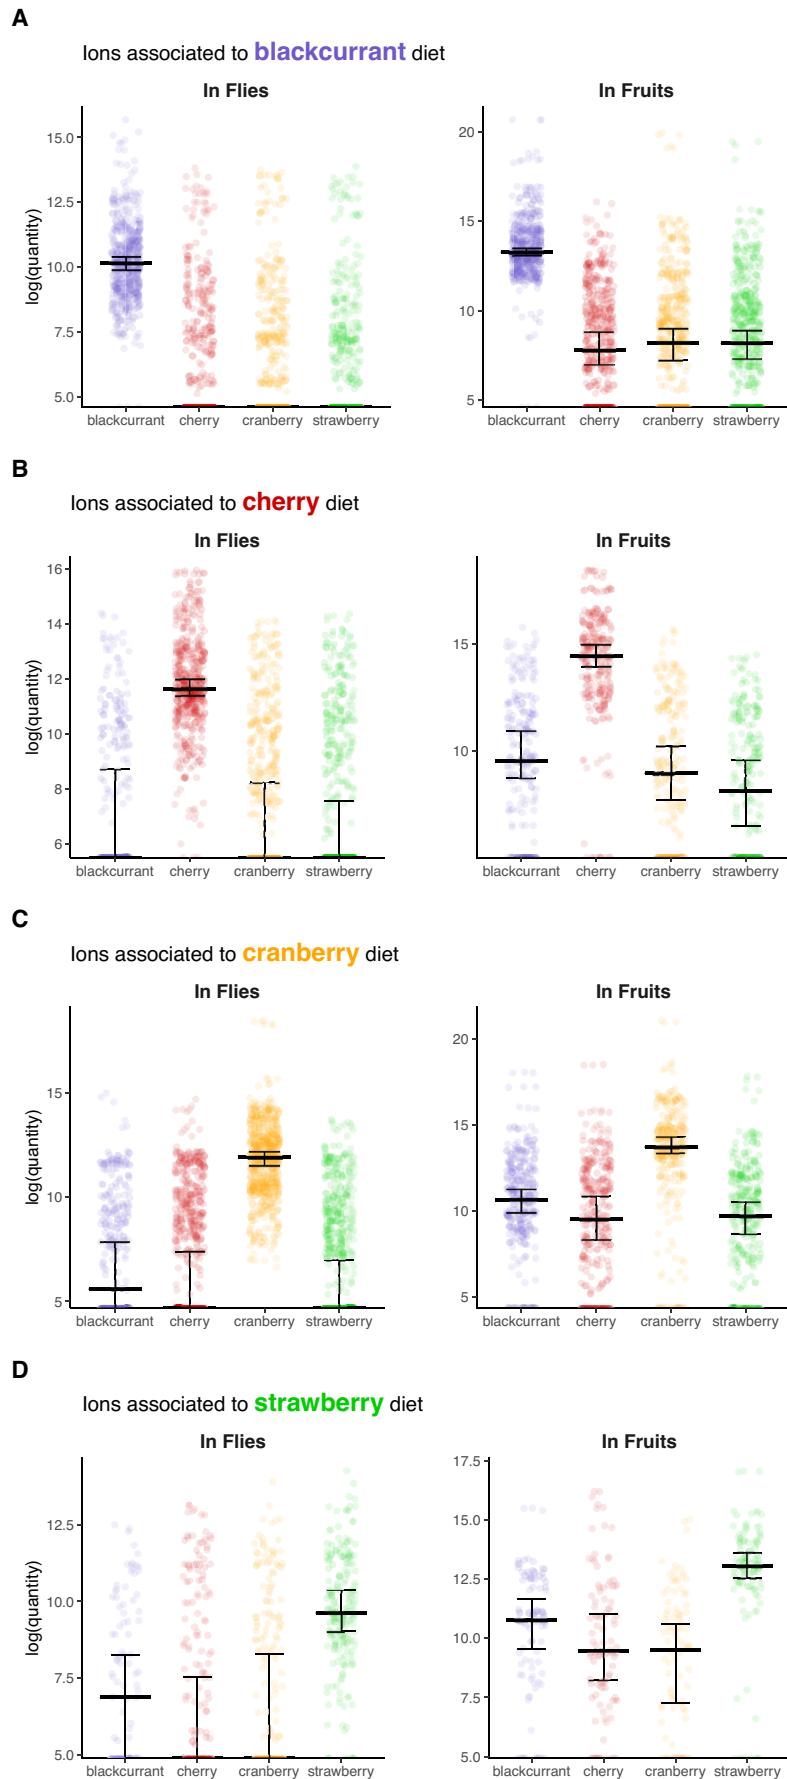 A
Ions associated to blackcurrant diet
In Flies
In Fruits
log(quantity)
15.0
12.5
10.0
7.5
5.0
20
15
10
5
blackcurrant cherry cranberry strawberry
blackcurrant cherry cranberry strawberry
B
Ions associated to cherry diet
In Flies
In Fruits
log(quantity)
16
14
12
10
8
6
15
10
blackcurrant cherry cranberry strawberry
blackcurrant cherry cranberry strawberry
C
Ions associated to cranberry diet
In Flies
In Fruits
log(quantity)
15
10
5
20
15
10
5
blackcurrant cherry cranberry strawberry
blackcurrant cherry cranberry strawberry
D
Ions associated to strawberry diet
In Flies
In Fruits
log(quantity)
12.5
10.0
7.5
5.0
17.5
15.0
12.5
10.0
7.5
5.0
blackcurrant cherry cranberry strawberry
blackcurrant cherry cranberry strawberry